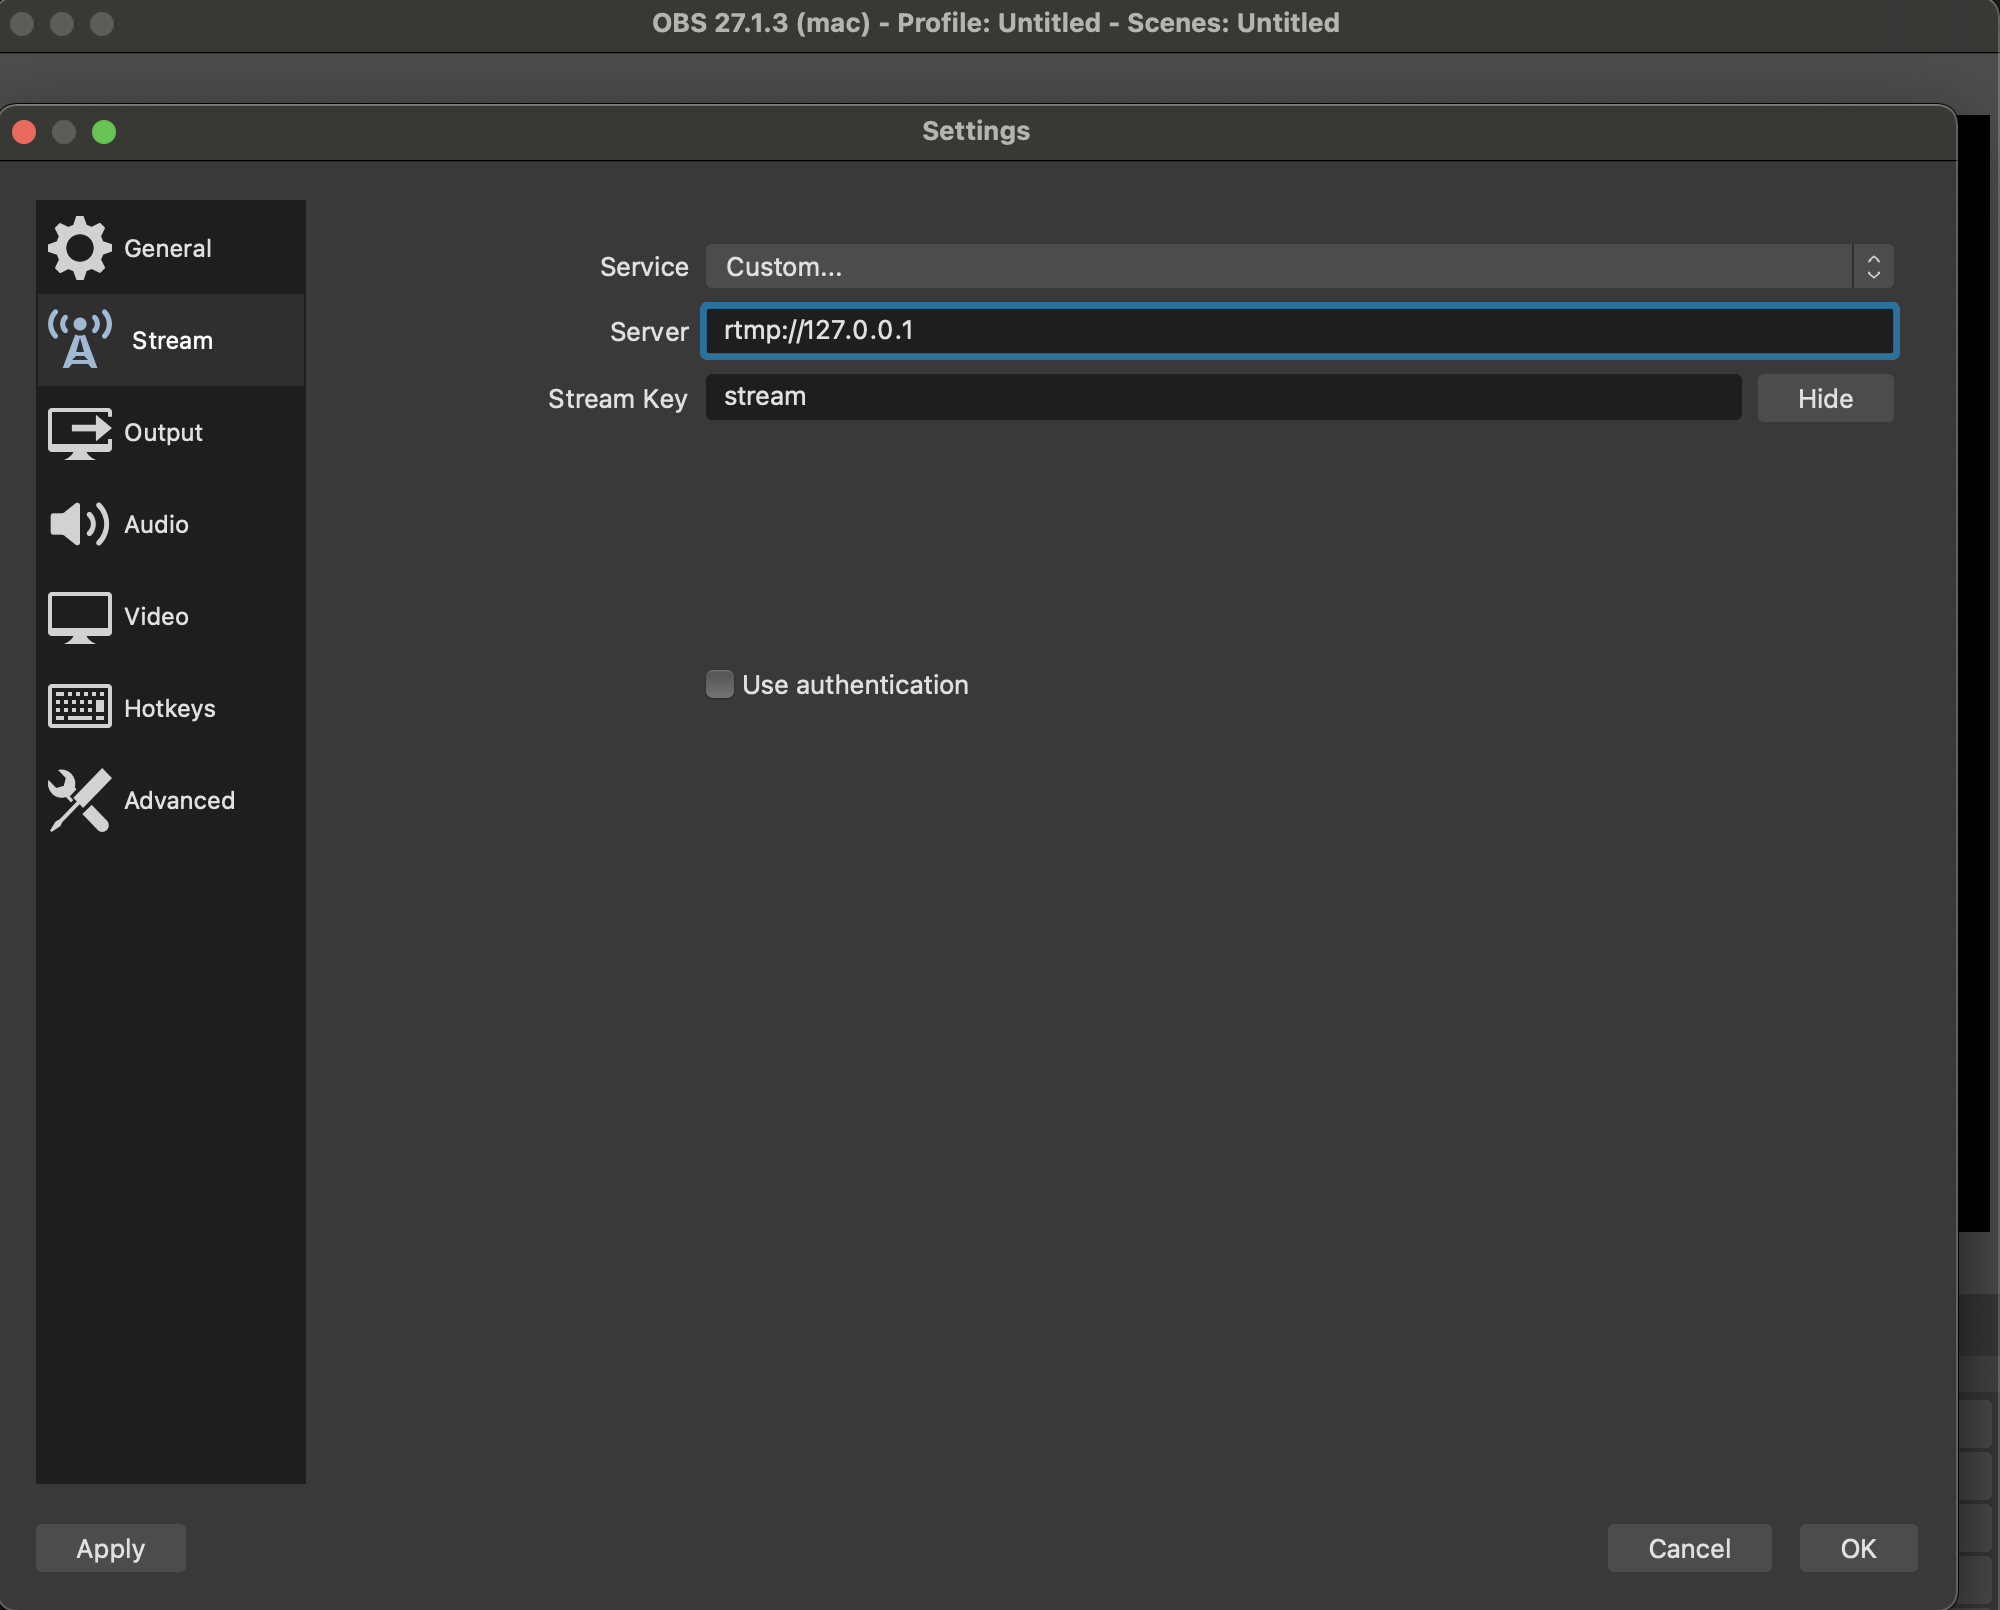 OBS 27.1.3 (mac) - Profile: Untitled - Scenes: Untitled
Settings
General
Stream
Output
Audio
Video
Hotkeys
Advanced
Service Custom...
Server rtmp://127.0.0.1
Stream Key stream Hide
Use authentication
Apply Cancel OK